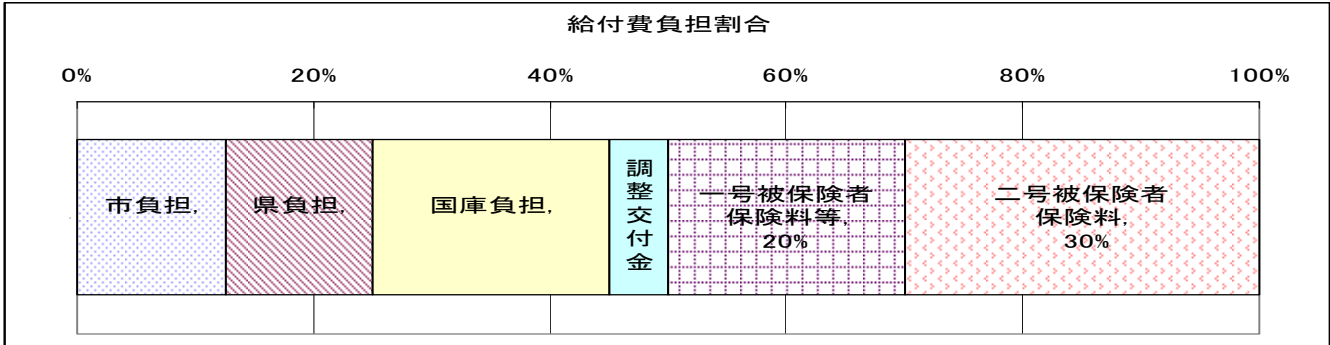 給付費負担割合
0% 20% 40% 60% 80% 100%
市負担,
県負担,
国庫負担,
調整交付金
一号被保険者
保険料等,
20%
二号被保険者
保険料,
30%